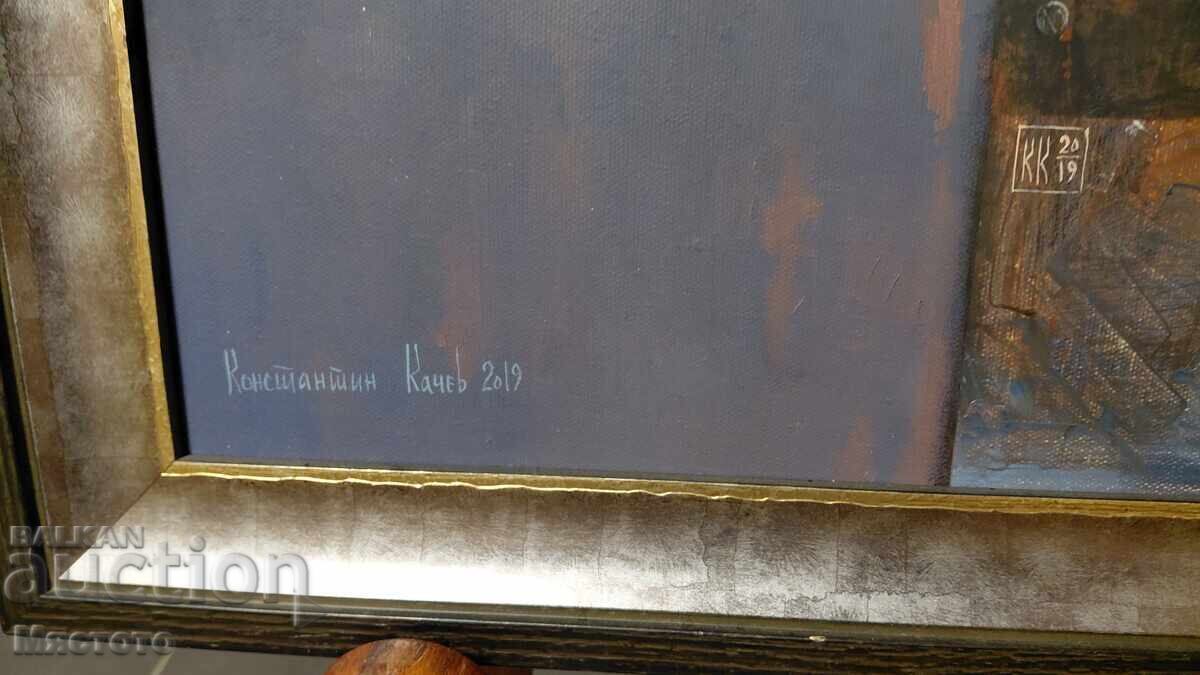 КК 20
19
Константин Качев 2019
BALKAN
auction
Мястото